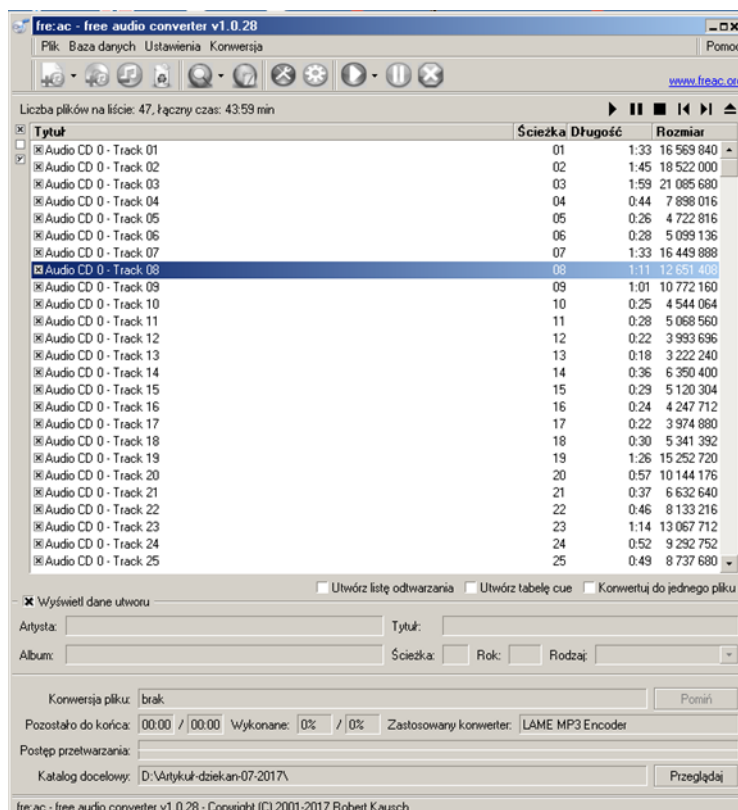 fre:ac - free audio converter v1.0.28
Plik Baza danych Ustawienia Konwersja Pomoc
www.freac.org
Liczba plików na liście: 47, łączny czas: 43:59 min
Tytuł Ścieżka Długość Rozmiar
Audio CD 0 - Track 01 01 1:33 16 569 840
Audio CD 0 - Track 02 02 1:45 18 522 000
Audio CD 0 - Track 03 03 1:59 21 085 680
Audio CD 0 - Track 04 04 0:44 7 898 016
Audio CD 0 - Track 05 05 0:26 4 722 816
Audio CD 0 - Track 06 06 0:28 5 099 136
Audio CD 0 - Track 07 07 1:33 16 449 888
Audio CD 0 - Track 08 08 1:11 12 651 408
Audio CD 0 - Track 09 09 1:01 10 772 160
Audio CD 0 - Track 10 10 0:25 4 544 064
Audio CD 0 - Track 11 11 0:28 5 068 560
Audio CD 0 - Track 12 12 0:22 3 993 696
Audio CD 0 - Track 13 13 0:18 3 222 240
Audio CD 0 - Track 14 14 0:36 6 350 400
Audio CD 0 - Track 15 15 0:29 5 120 304
Audio CD 0 - Track 16 16 0:24 4 247 712
Audio CD 0 - Track 17 17 0:22 3 974 880
Audio CD 0 - Track 18 18 0:30 5 341 392
Audio CD 0 - Track 19 19 1:26 15 252 720
Audio CD 0 - Track 20 20 0:57 10 144 176
Audio CD 0 - Track 21 21 0:37 6 632 640
Audio CD 0 - Track 22 22 0:46 8 133 216
Audio CD 0 - Track 23 23 1:14 13 067 712
Audio CD 0 - Track 24 24 0:52 9 292 752
Audio CD 0 - Track 25 25 0:49 8 737 680
Utwórz listę odtwarzania Utwórz tabelę cue Konwertuj do jednego pliku
Wyświetl dane utworu
Artysta: Tytuł:
Album: Ścieżka: Rok: Rodzaj:
Konwersja pliku: brak Pomiń
Pozostało do końca: 00:00 / 00:00 Wykonane: 0% / 0% Zastosowany konwerter: LAME MP3 Encoder
Postęp przetwarzania:
Katalog docelowy: D:\Artykuł-dziekan-07-2017\ Przeglądaj
fre:ac - free audio converter v1.0.28 - Copyright (C) 2001-2017 Robert Kausch